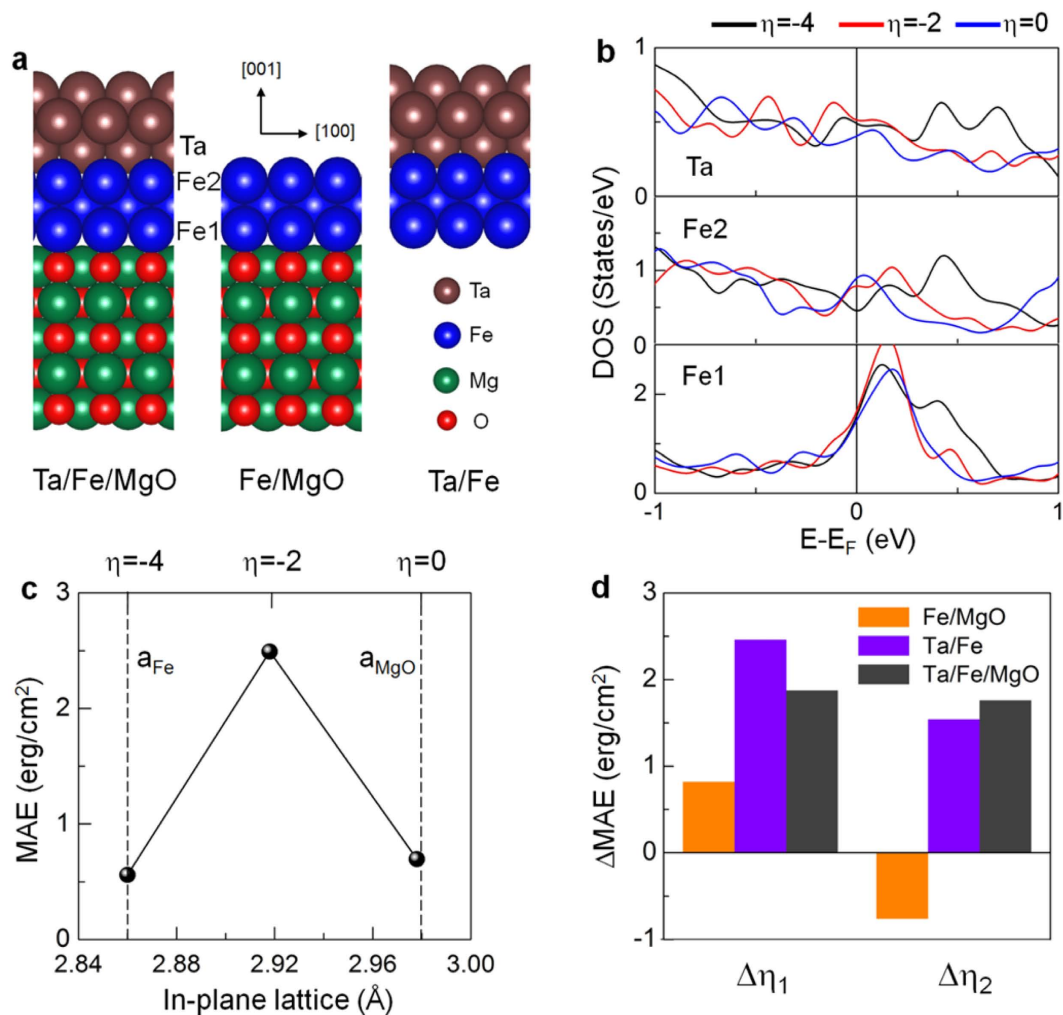 η=-4 η=-2 η=0
a
b
[001]
[100]
Ta
Fe2
Fe1
Ta
Fe
Mg
O
Ta/Fe/MgO Fe/MgO Ta/Fe
1
0
Ta
1
0
Fe2
2
0
Fe1
DOS (States/eV)
-1 0 1
E-E_F (eV)
c
η=-4 η=-2 η=0
3
2
1
0
a_Fe
a_MgO
MAE (erg/cm²)
2.84 2.88 2.92 2.96 3.00
In-plane lattice (Å)
d
3
2
1
0
-1
Fe/MgO
Ta/Fe
Ta/Fe/MgO
ΔMAE (erg/cm²)
Δη₁ Δη₂